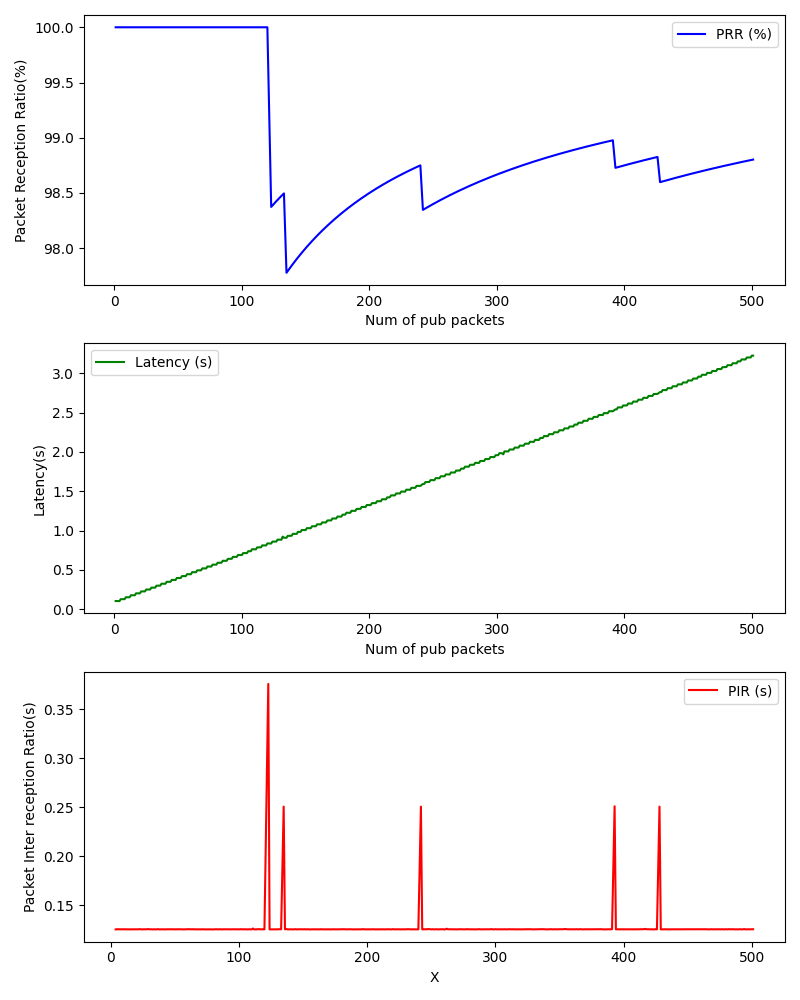 100.0
99.5
99.0
98.5
98.0
Packet Reception Ratio(%)
PRR (%)
0 100 200 300 400 500
Num of pub packets
3.0
2.5
2.0
1.5
1.0
0.5
0.0
Latency(s)
Latency (s)
0 100 200 300 400 500
Num of pub packets
0.35
0.30
0.25
0.20
0.15
Packet Inter reception Ratio(s)
PIR (s)
0 100 200 300 400 500
X